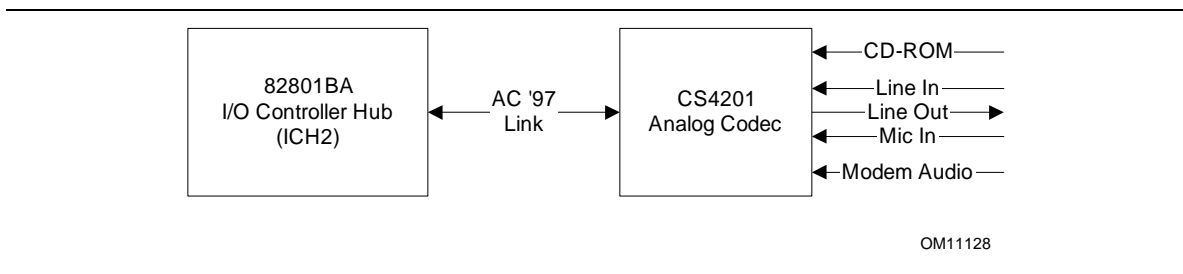 82801BA
I/O Controller Hub
(ICH2)
AC '97
Link
CS4201
Analog Codec
CD-ROM
Line In
Line Out
Mic In
Modem Audio
OM11128